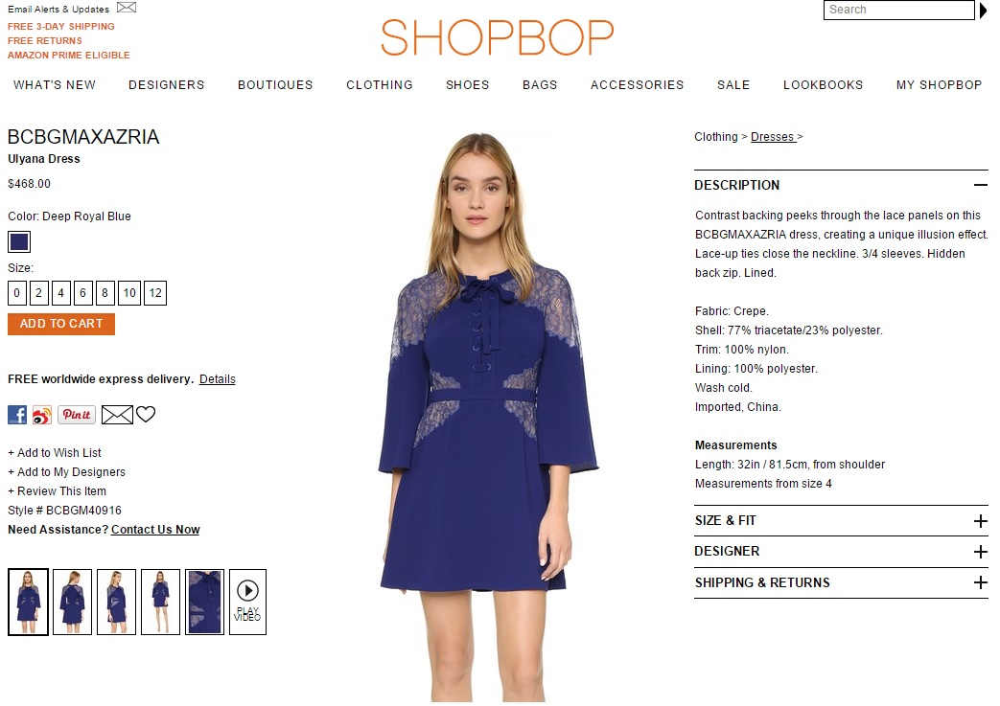 Email Alerts & Updates
FREE 3-DAY SHIPPING
FREE RETURNS
AMAZON PRIME ELIGIBLE
SHOPBOP
Search
WHAT'S NEW DESIGNERS BOUTIQUES CLOTHING SHOES BAGS ACCESSORIES SALE LOOKBOOKS MY SHOPBOP
BCBGMAXAZRIA
Ulyana Dress
$468.00
Color: Deep Royal Blue
Size:
0 2 4 6 8 10 12
ADD TO CART
FREE worldwide express delivery. Details
f Pin it
+ Add to Wish List
+ Add to My Designers
+ Review This Item
Style # BCBGM40916
Need Assistance? Contact Us Now
PLAY
VIDEO
Clothing > Dresses >
DESCRIPTION
Contrast backing peeks through the lace panels on this
BCBGMAXAZRIA dress, creating a unique illusion effect.
Lace-up ties close the neckline. 3/4 sleeves. Hidden
back zip. Lined.
Fabric: Crepe.
Shell: 77% triacetate/23% polyester.
Trim: 100% nylon.
Lining: 100% polyester.
Wash cold.
Imported, China.
Measurements
Length: 32in / 81.5cm, from shoulder
Measurements from size 4
SIZE & FIT
DESIGNER
SHIPPING & RETURNS